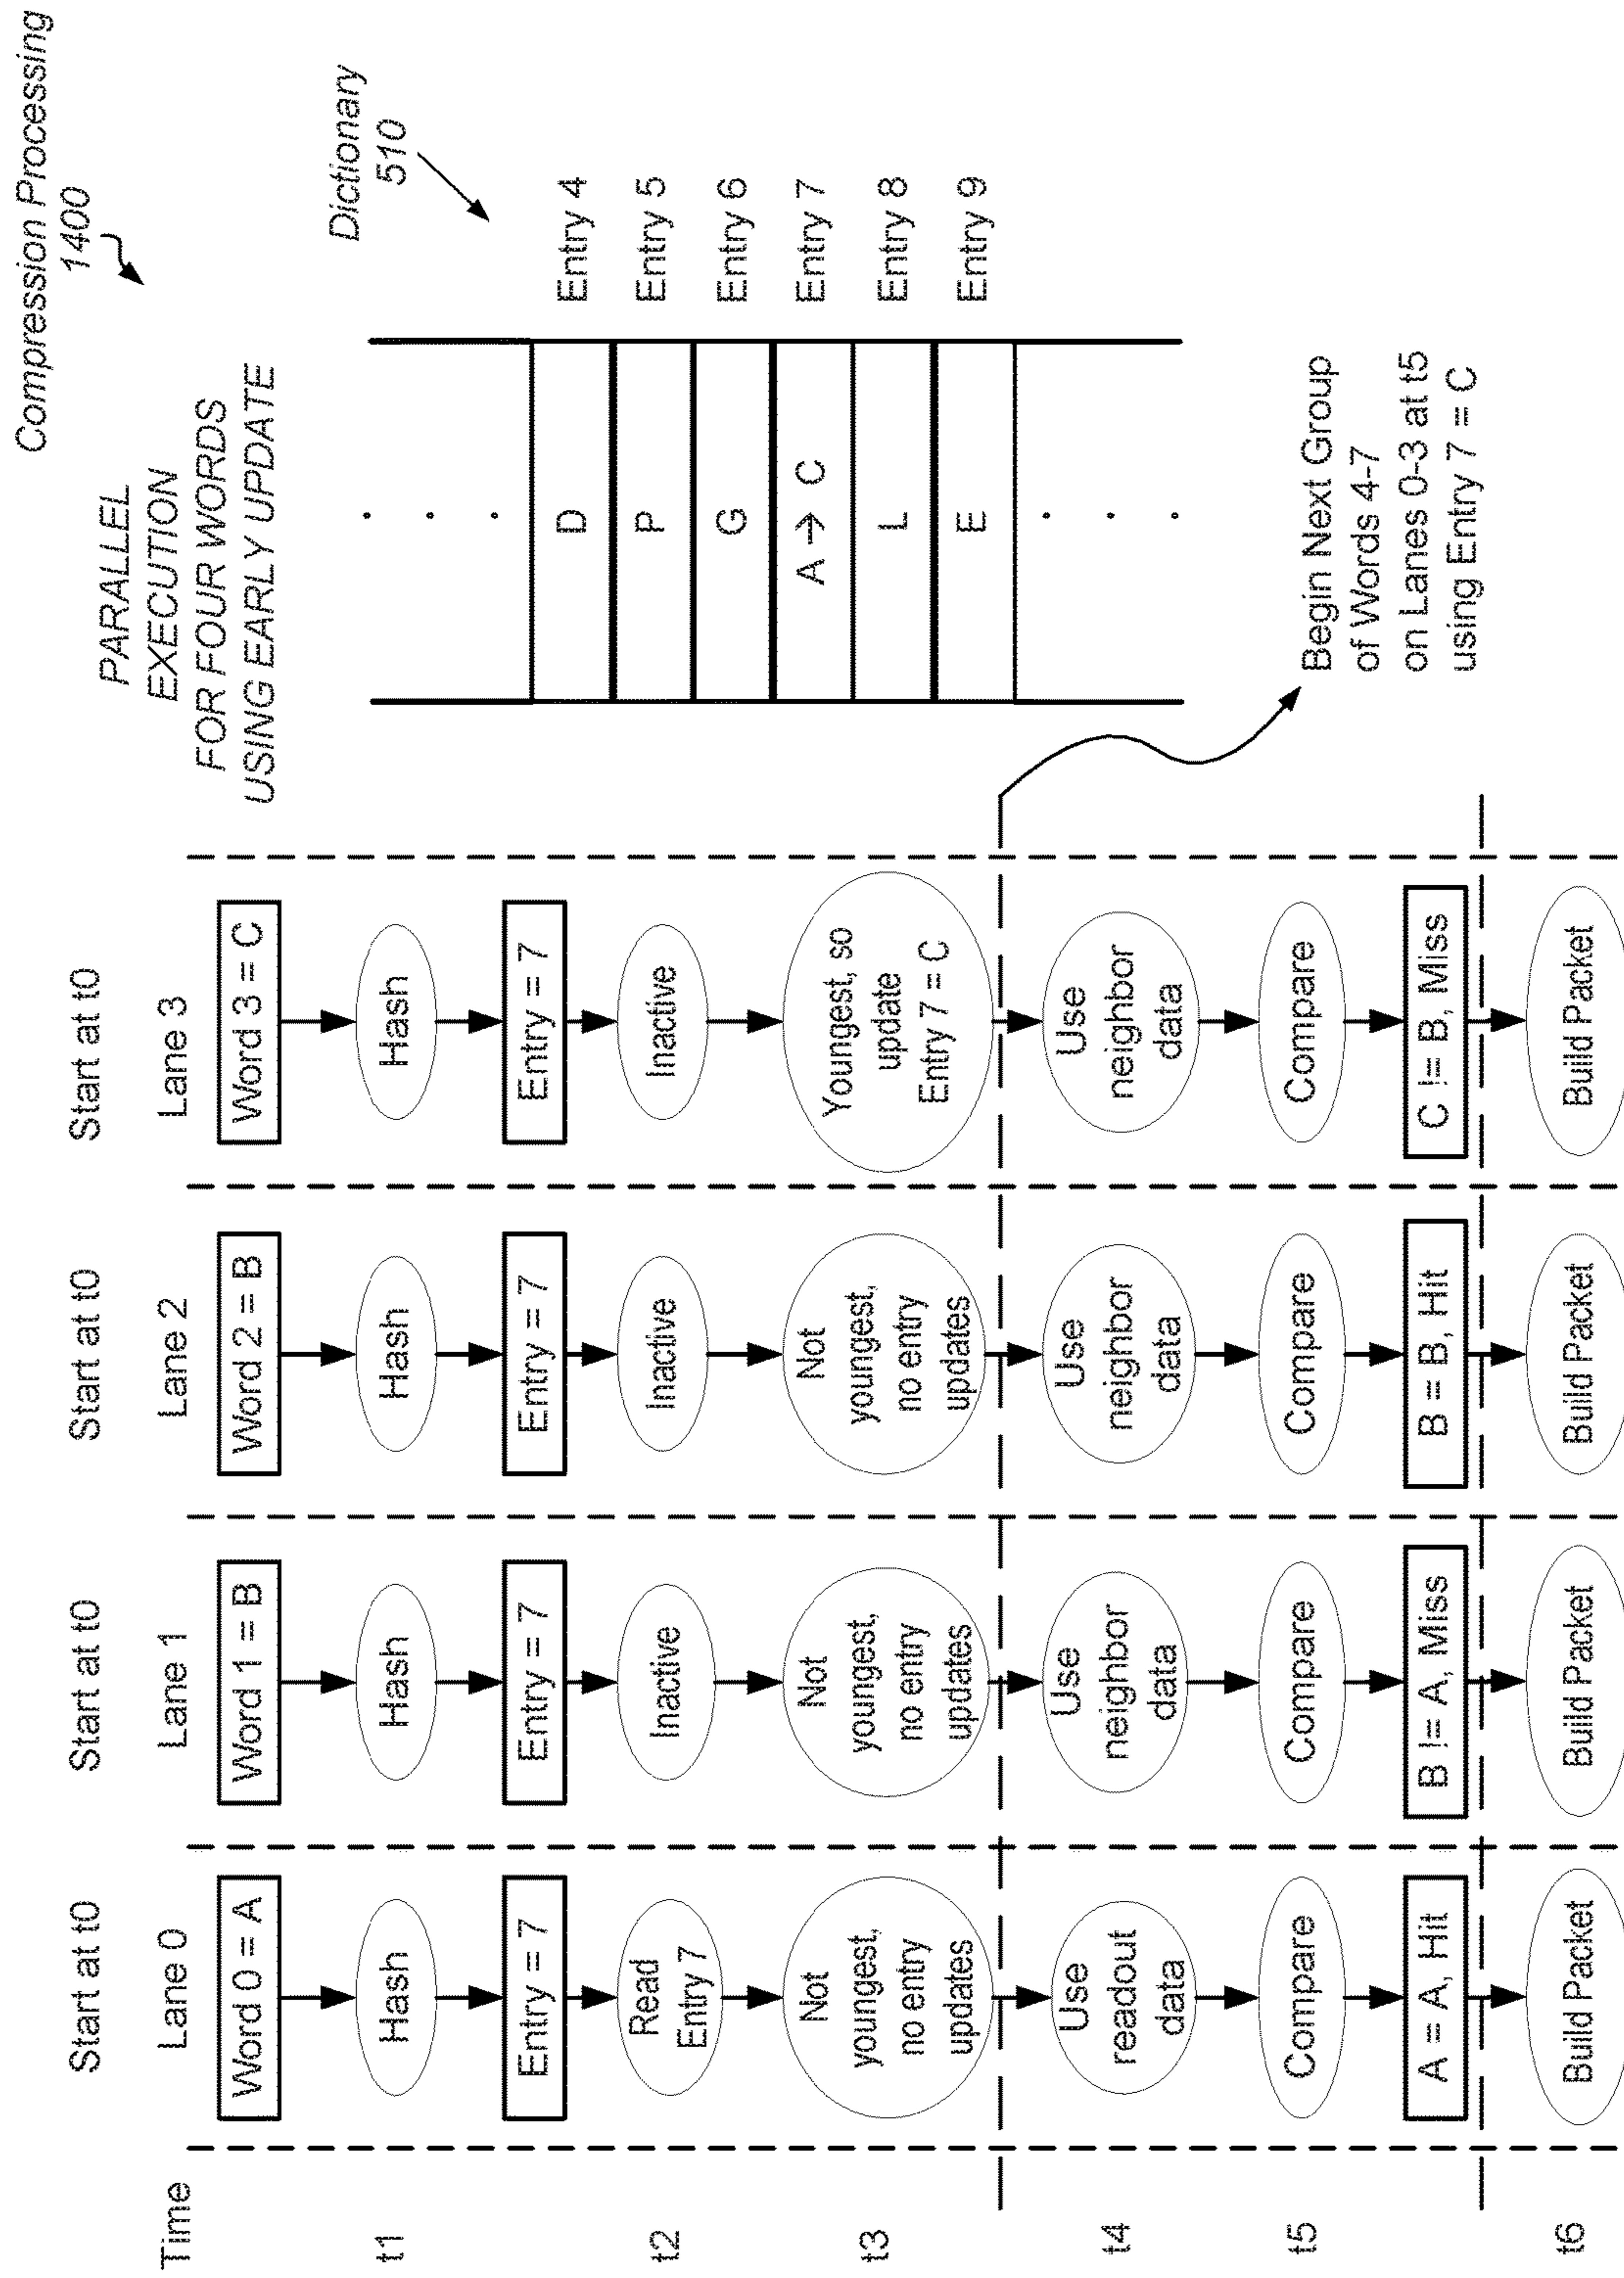 Compression Processing
1400
PARALLEL
EXECUTION
FOR FOUR WORDS
USING EARLY UPDATE
Dictionary
510
D
Entry 4
P
Entry 5
G
Entry 6
A → C
Entry 7
L
Entry 8
E
Entry 9
Begin Next Group
of Words 4-7
on Lanes 0-3 at t5
using Entry 7 = C
Time
t1
t2
t3
t4
t5
t6
Start at t0
Lane 0
Word 0 = A
Hash
Entry = 7
Read
Entry 7
Not
youngest,
no entry
updates
Use
readout
data
Compare
A = A, Hit
Build Packet
Start at t0
Lane 1
Word 1 = B
Hash
Entry = 7
Inactive
Not
youngest,
no entry
updates
Use
neighbor
data
Compare
B != A, Miss
Build Packet
Start at t0
Lane 2
Word 2 = B
Hash
Entry = 7
Inactive
Not
youngest,
no entry
updates
Use
neighbor
data
Compare
B = B, Hit
Build Packet
Start at t0
Lane 3
Word 3 = C
Hash
Entry = 7
Inactive
Youngest, so
update
Entry 7 = C
Use
neighbor
data
Compare
C != B, Miss
Build Packet